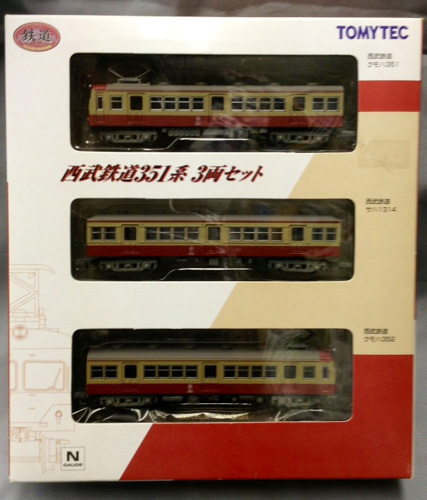 鉄道
TOMYTEC
西武鉄道
クモハ351
西武鉄道351系 3両セット
西武鉄道
サハ1314
西武鉄道
クモハ352
N
GAUGE